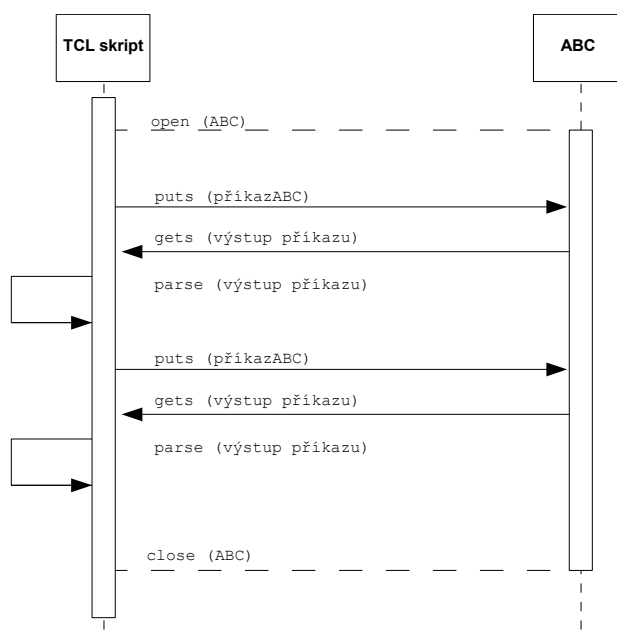 TCL skript
ABC
open (ABC)
puts (příkazABC)
gets (výstup příkazu)
parse (výstup příkazu)
puts (příkazABC)
gets (výstup příkazu)
parse (výstup příkazu)
close (ABC)